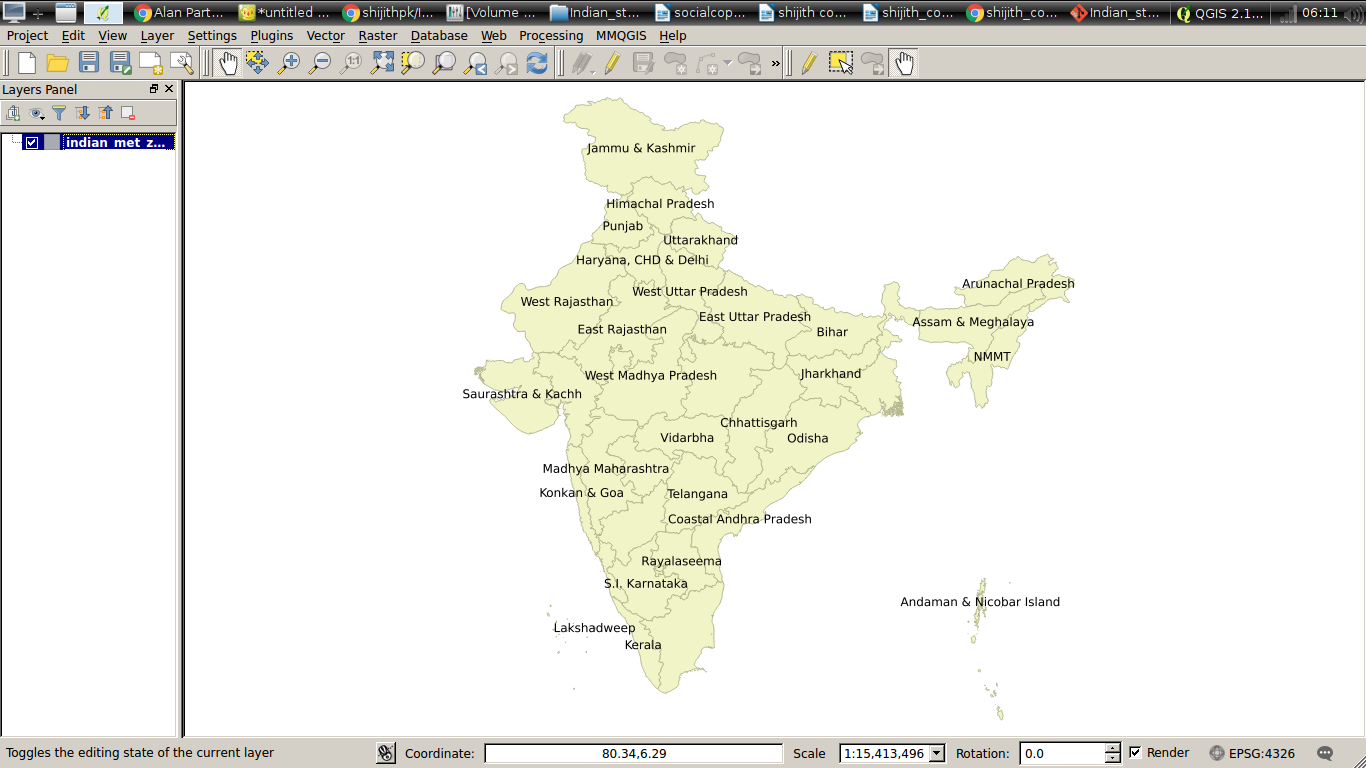 Alan Part... *untitled ... shijithpk/I... [Volume ... Indian_st... socialcop... shijith co... shijith_co... shijith_co... Indian_st... QGIS 2.1... 06:11
Project Edit View Layer Settings Plugins Vector Raster Database Web Processing MMQGIS Help
Layers Panel
indian_met_z...
Jammu & Kashmir
Himachal Pradesh
Punjab
Uttarakhand
Haryana, CHD & Delhi
Arunachal Pradesh
West Uttar Pradesh
West Rajasthan
East Uttar Pradesh
Assam & Meghalaya
East Rajasthan
Bihar
NMMT
Jharkhand
West Madhya Pradesh
Saurashtra & Kachh
Chhattisgarh
Vidarbha
Odisha
Madhya Maharashtra
Konkan & Goa
Telangana
Coastal Andhra Pradesh
Rayalaseema
S.I. Karnataka
Andaman & Nicobar Island
Lakshadweep
Kerala
Toggles the editing state of the current layer Coordinate: 80.34,6.29 Scale 1:15,413,496 Rotation: 0.0 Render EPSG:4326